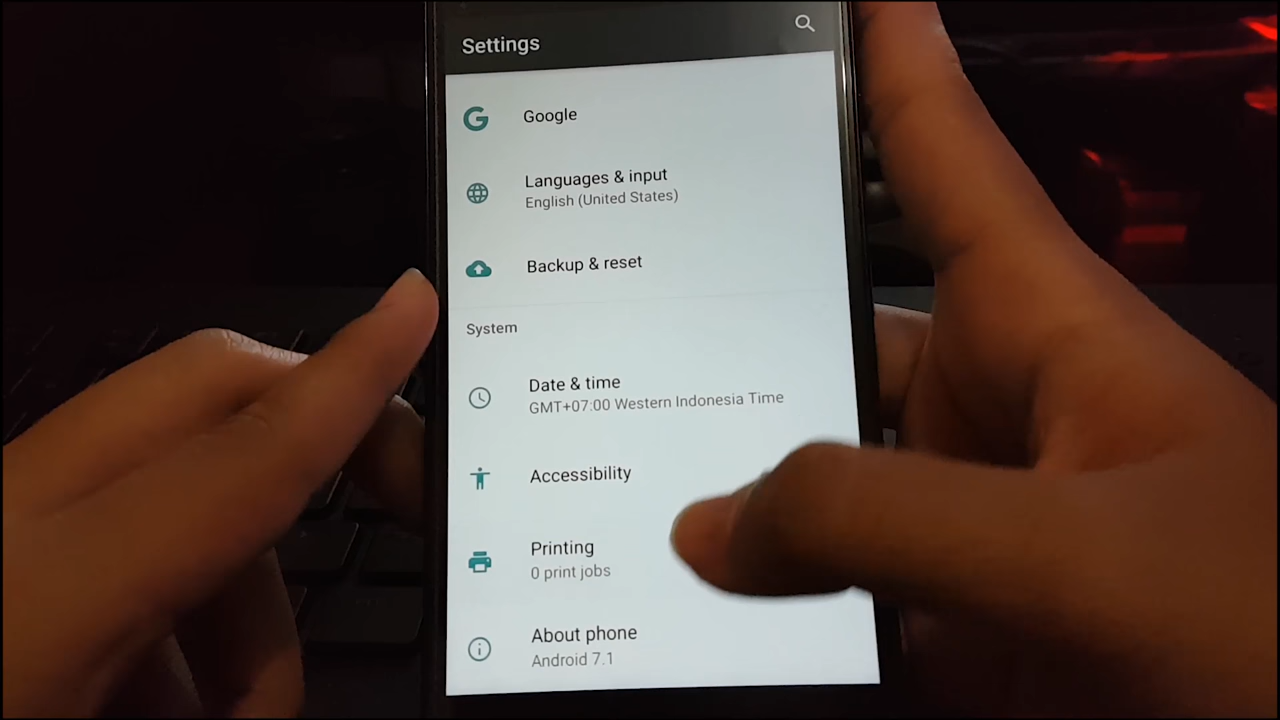 Settings
Google
Languages & input
English (United States)
Backup & reset
System
Date & time
GMT+07:00 Western Indonesia Time
Accessibility
Printing
0 print jobs
About phone
Android 7.1